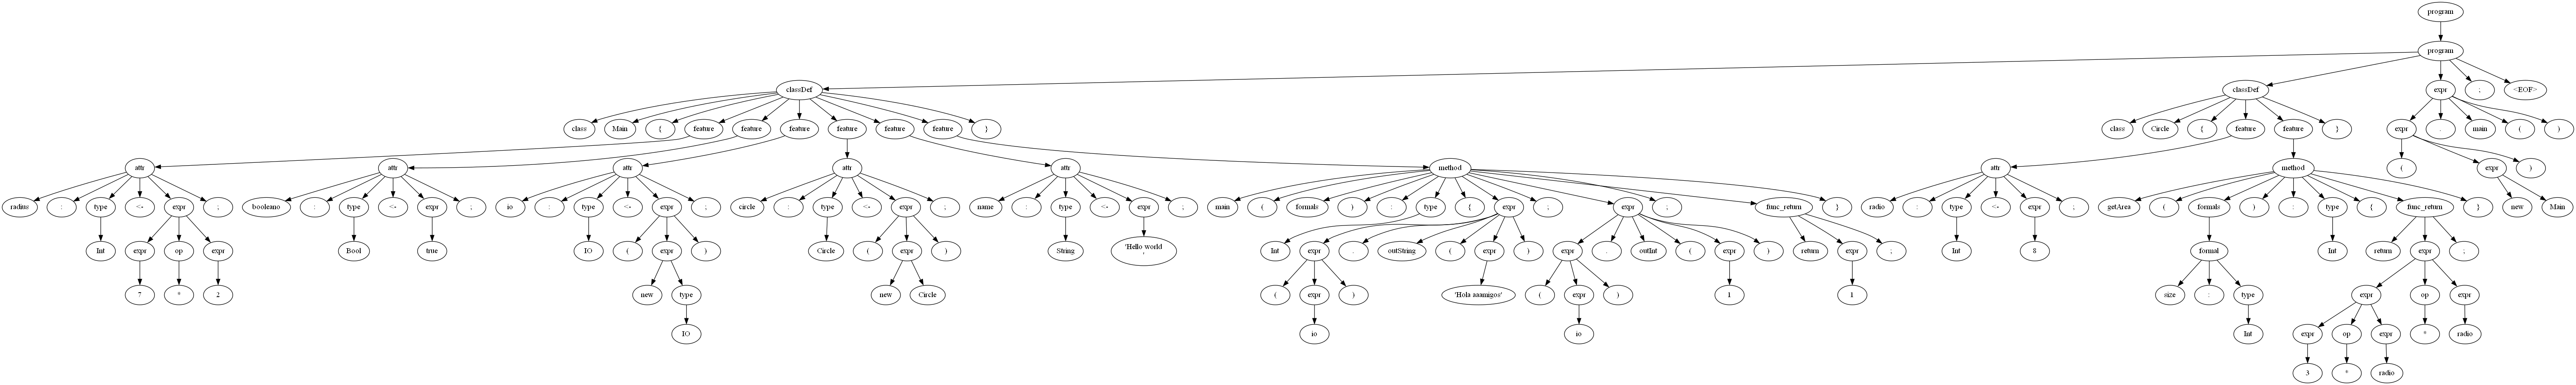 program
program
classDef classDef expr ; <EOF>
class Main { feature feature feature feature feature feature } class Circle { feature feature } expr . main ( )
attr attr attr attr attr method attr method ( expr )
radius : type <- expr ; booleano : type <- expr ; io : type <- expr ; circle : type <- expr ; name : type <- expr ; main ( formals ) : type { expr ; expr ; func_return } radio : type <- expr ; getArea ( formals ) : type { func_return } new Main
Int expr op expr Bool true IO ( expr ) Circle ( expr ) String 'Hello world
' Int expr . outString ( expr ) expr . outInt ( expr ) return expr ; Int 8 formal Int return expr ;
7 * 2 new type new Circle ( expr ) 'Hola aaamigos' ( expr ) 1 1 size : type expr op expr
IO io io Int expr op expr * radio
3 * radio